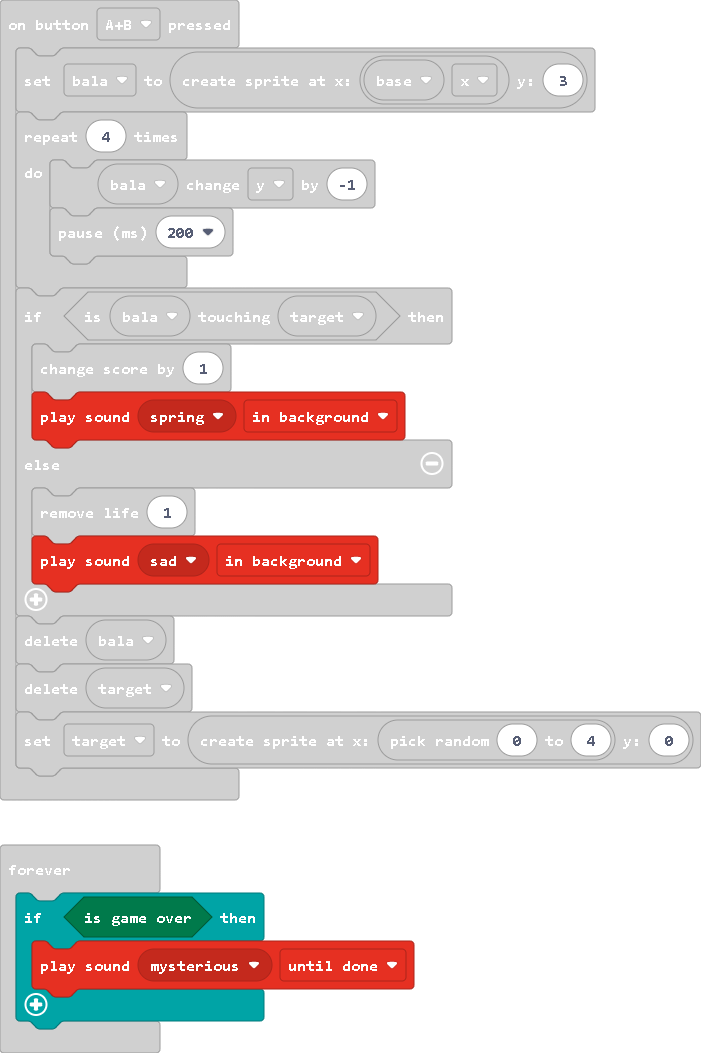 on button A+B pressed
set bala to create sprite at x: base x y: 3
repeat 4 times
do
bala change y by -1
pause (ms) 200
if is bala touching target then
change score by 1
play sound spring in background
else
remove life 1
play sound sad in background
delete bala
delete target
set target to create sprite at x: pick random 0 to 4 y: 0
forever
if is game over then
play sound mysterious until done